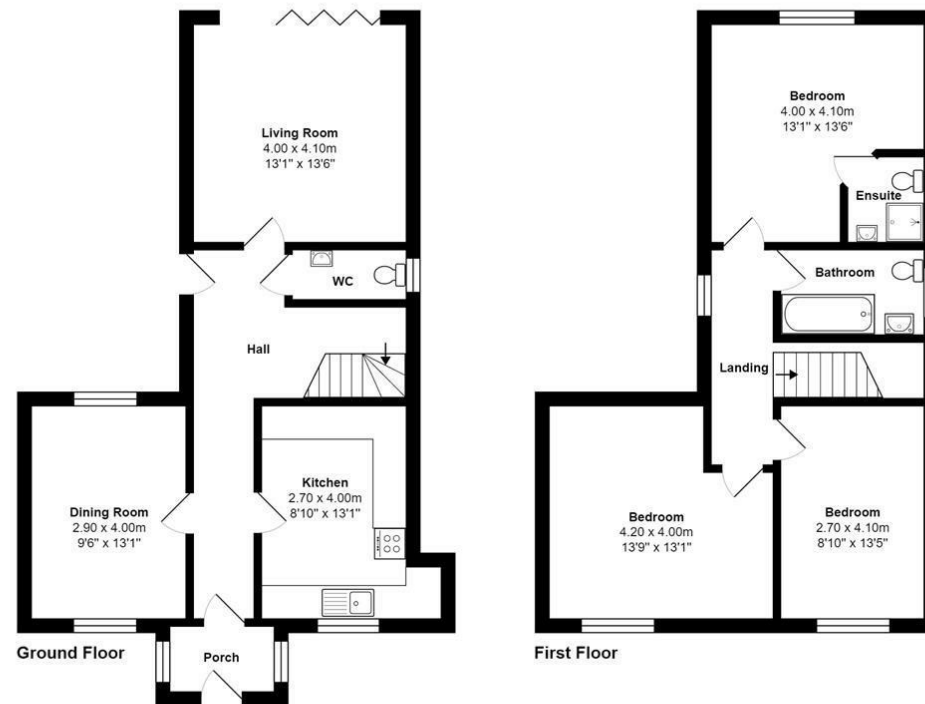 Living Room
4.00 x 4.10m
13'1" x 13'6"
WC
Hall
Dining Room
2.90 x 4.00m
9'6" x 13'1"
Kitchen
2.70 x 4.00m
8'10" x 13'1"
Porch
Ground Floor
Bedroom
4.00 x 4.10m
13'1" x 13'6"
Ensuite
Bathroom
Landing
Bedroom
4.20 x 4.00m
13'9" x 13'1"
Bedroom
2.70 x 4.10m
8'10" x 13'5"
First Floor